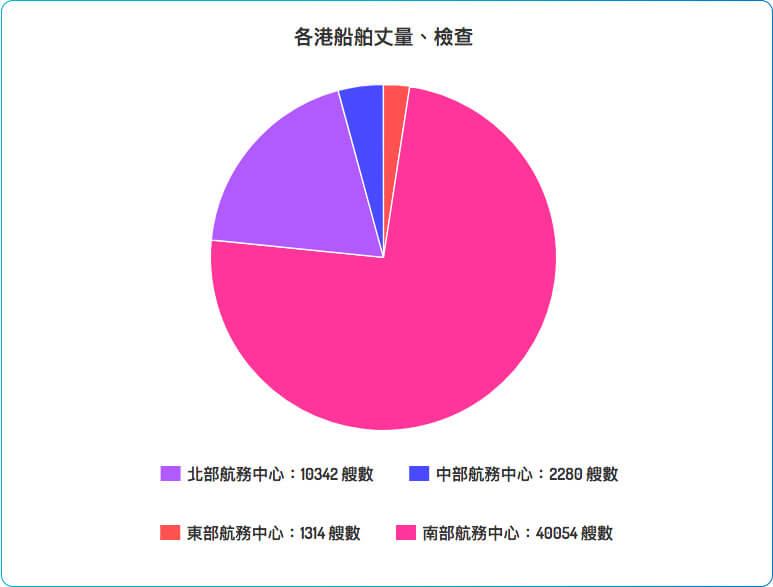 各港船舶丈量、檢查
北部航務中心：10342 艘數 中部航務中心：2280 艘數
東部航務中心：1314 艘數 南部航務中心：40054 艘數